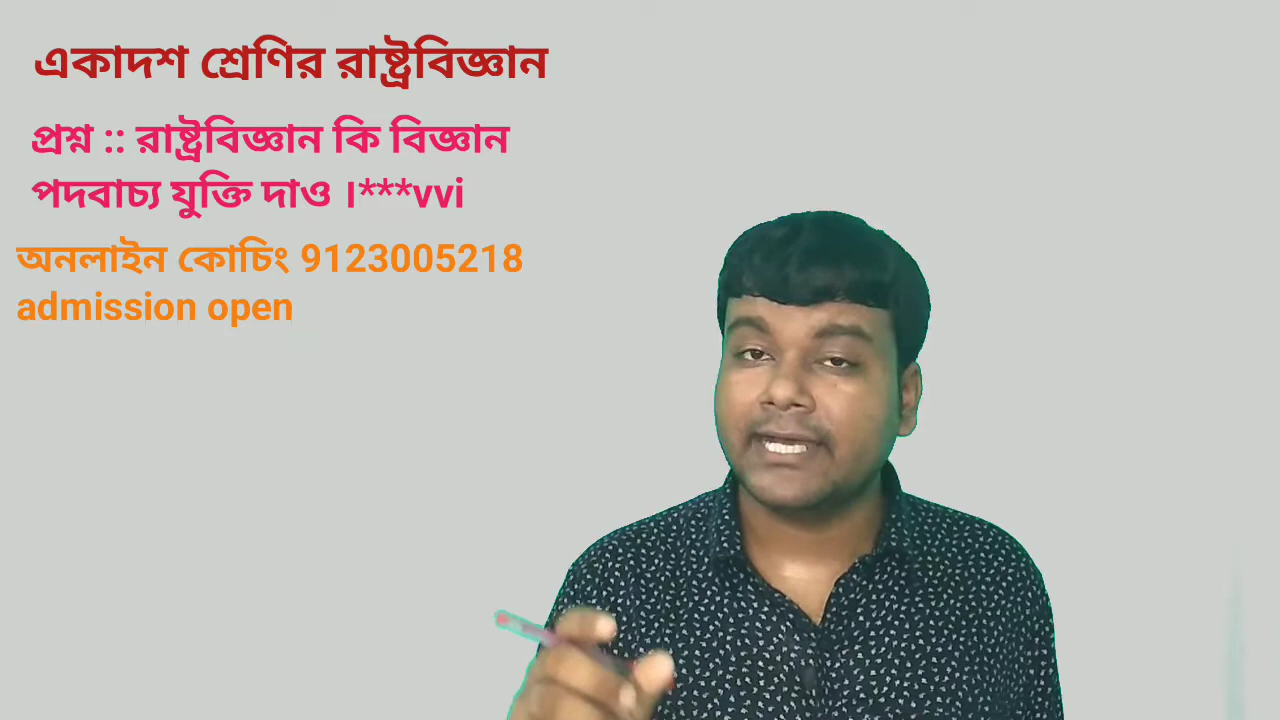 একাদশ শ্রেণির রাষ্ট্রবিজ্ঞান
প্রশ্ন :: রাষ্ট্রবিজ্ঞান কি বিজ্ঞান
পদবাচ্য যুক্তি দাও ।***vvi
অনলাইন কোচিং 9123005218
admission open